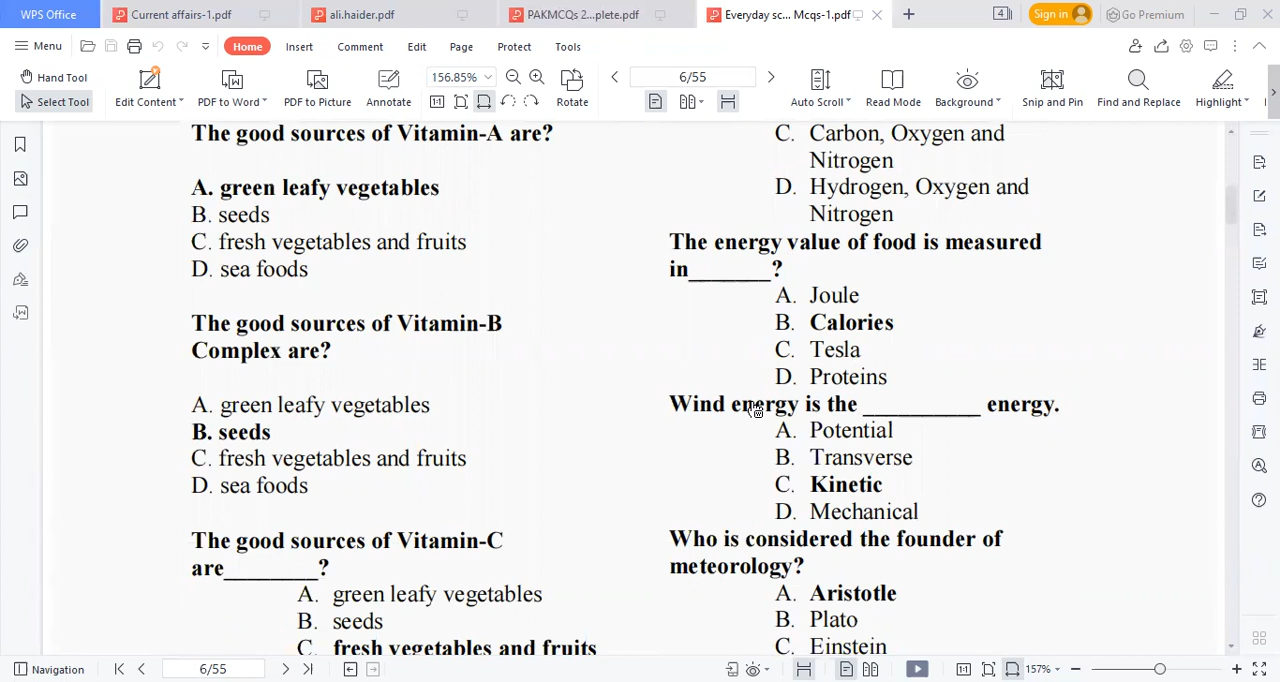 WPS Office
Current affairs-1.pdf
ali.haider.pdf
PAKMCQs 2...plete.pdf
Everyday sc... Mcqs-1.pdf
4
Sign in
Go Premium
Menu
Home
Insert
Comment
Edit
Page
Protect
Tools
Hand Tool
Select Tool
Edit Content
PDF to Word
PDF to Picture
Annotate
156.85%
Rotate
6/55
Auto Scroll
Read Mode
Background
Snip and Pin
Find and Replace
Highlight
The good sources of Vitamin-A are?
A. green leafy vegetables
B. seeds
C. fresh vegetables and fruits
D. sea foods
The good sources of Vitamin-B
Complex are?
A. green leafy vegetables
B. seeds
C. fresh vegetables and fruits
D. sea foods
The good sources of Vitamin-C
are________?
A. green leafy vegetables
B. seeds
C. fresh vegetables and fruits
C. Carbon, Oxygen and
Nitrogen
D. Hydrogen, Oxygen and
Nitrogen
The energy value of food is measured
in_______?
A. Joule
B. Calories
C. Tesla
D. Proteins
Wind energy is the __________ energy.
A. Potential
B. Transverse
C. Kinetic
D. Mechanical
Who is considered the founder of
meteorology?
A. Aristotle
B. Plato
C. Einstein
Navigation
6/55
157%